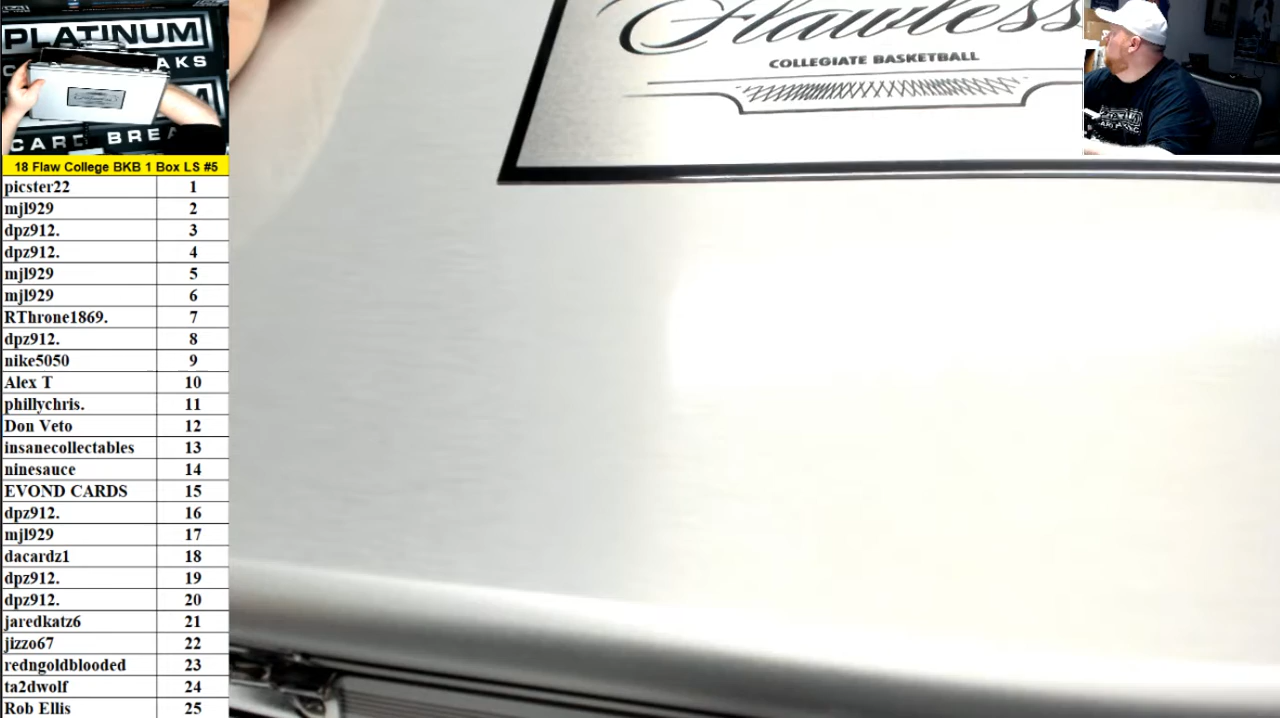 PLATINUM
AKS
CARD BREA
18 Flaw College BKB 1 Box LS #5
picster22 1
mjl929 2
dpz912. 3
dpz912. 4
mjl929 5
mjl929 6
RThrone1869. 7
dpz912. 8
nike5050 9
Alex T 10
phillychris. 11
Don Veto 12
insanecollectables 13
ninesauce 14
EVOND CARDS 15
dpz912. 16
mjl929 17
dacardz1 18
dpz912. 19
dpz912. 20
jaredkatz6 21
jizzo67 22
redngoldblooded 23
ta2dwolf 24
Rob Ellis 25
Flawless
COLLEGIATE BASKETBALL